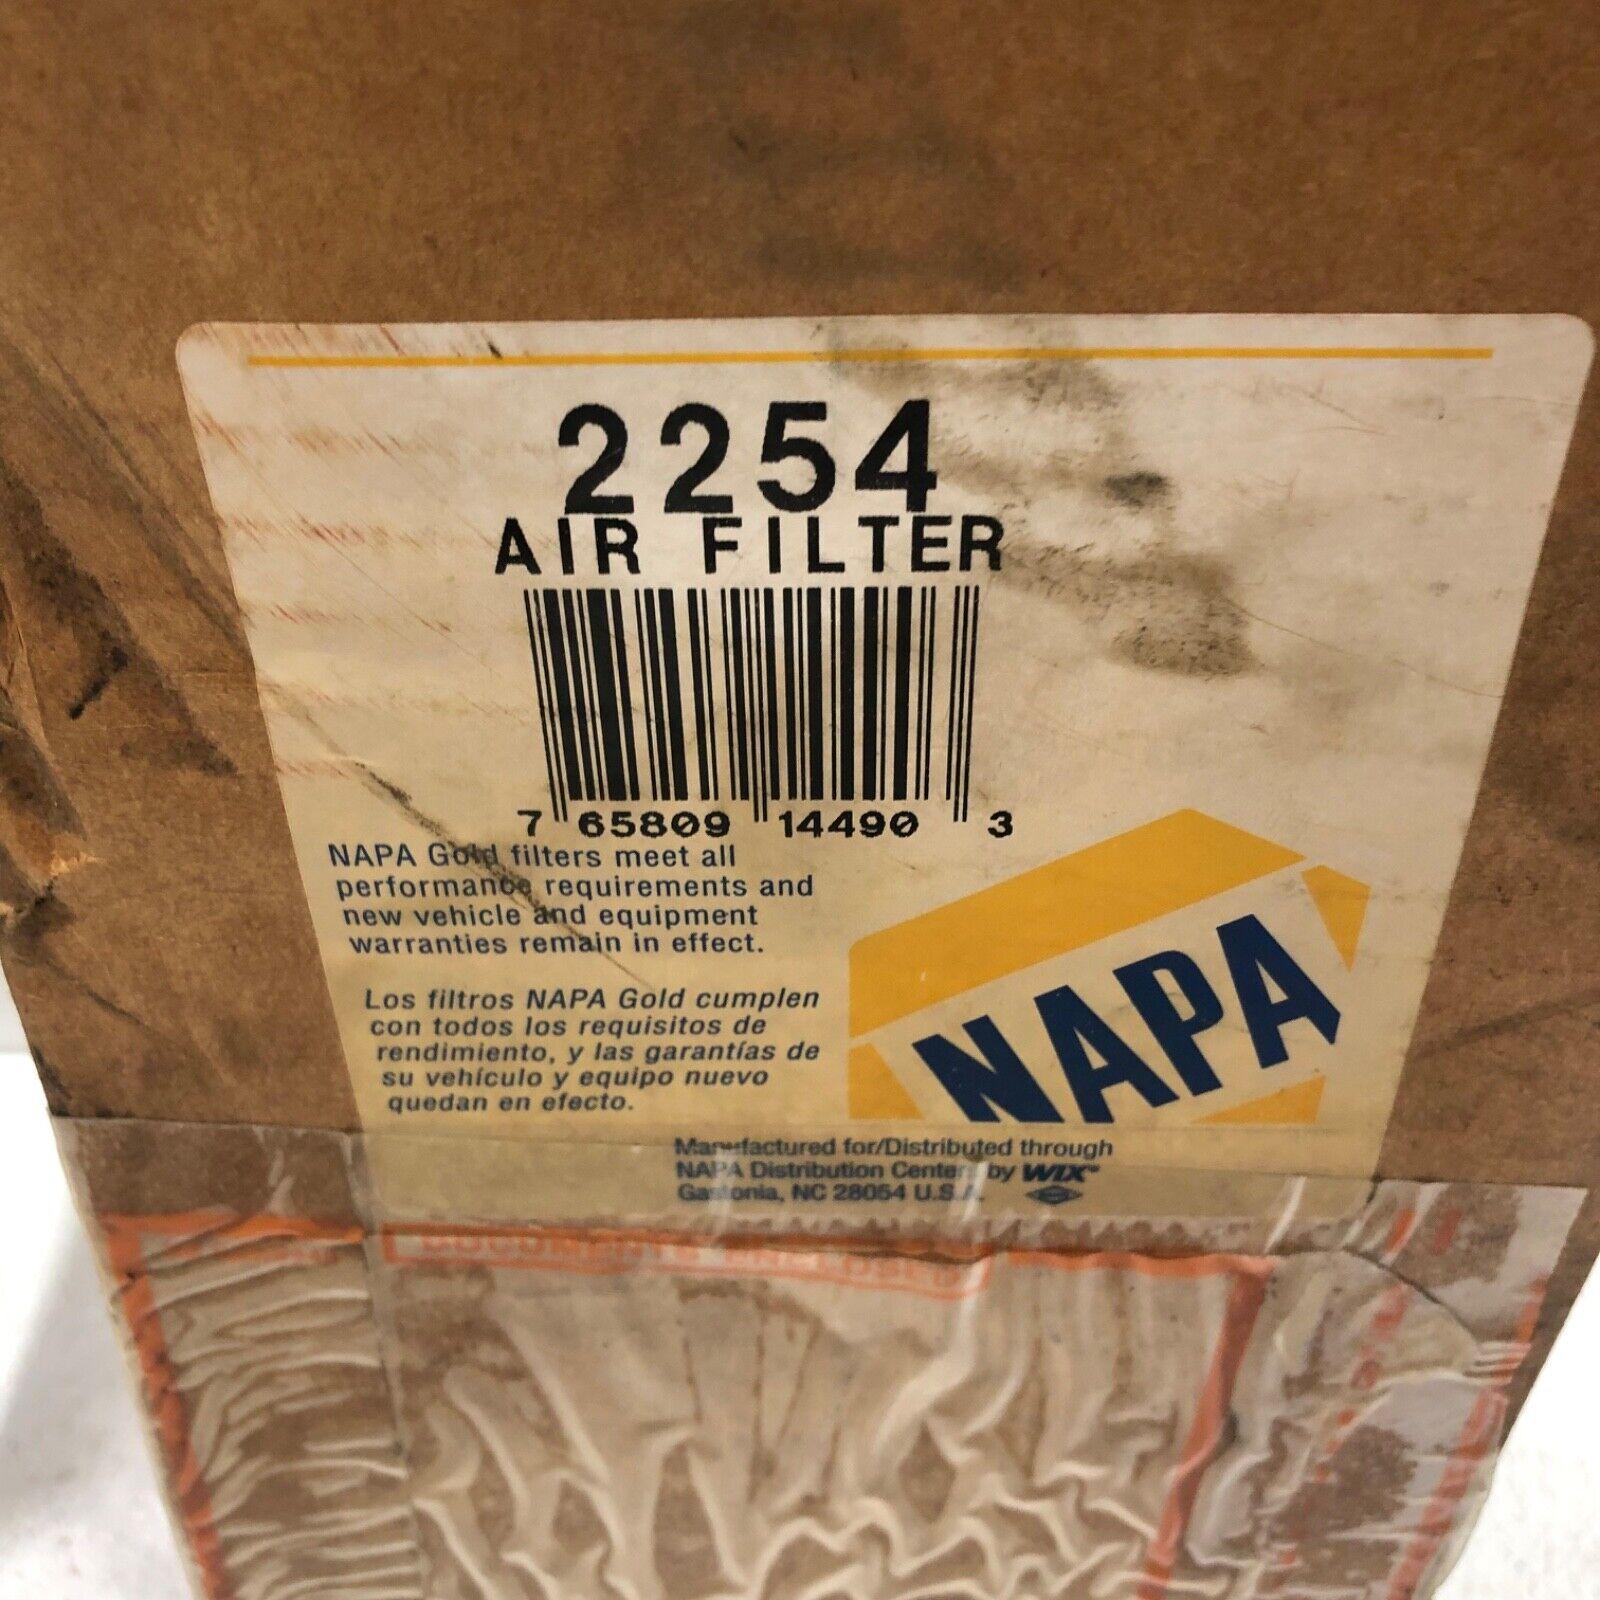 2254
AIR FILTER
7 65809 14490 3
NAPA Gold filters meet all
performance requirements and
new vehicle and equipment
warranties remain in effect.
Los filtros NAPA Gold cumplen
con todos los requisitos de
rendimiento, y las garantías de
su vehículo y equipo nuevo
quedan en efecto.
NAPA
Manufactured for/Distributed through
NAPA Distribution Centers by WIX®
Gastonia, NC 28054 U.S.A.